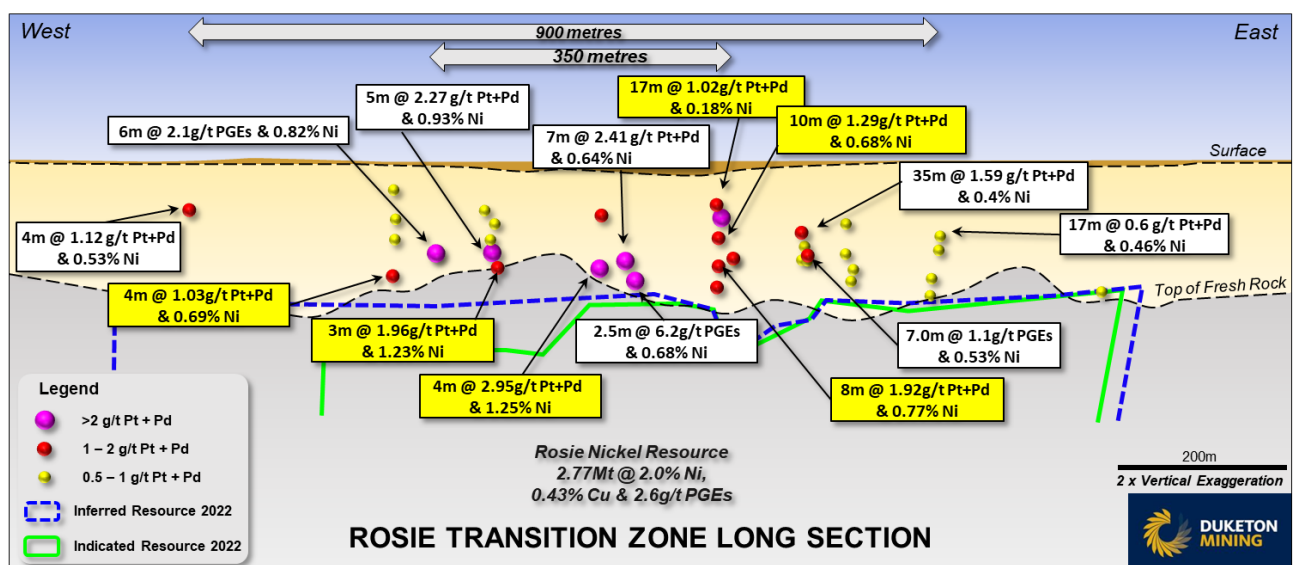 West
East
900 metres
350 metres
17m @ 1.02g/t Pt+Pd
& 0.18% Ni
5m @ 2.27 g/t Pt+Pd
& 0.93% Ni
10m @ 1.29g/t Pt+Pd
& 0.68% Ni
6m @ 2.1g/t PGEs & 0.82% Ni
7m @ 2.41 g/t Pt+Pd
& 0.64% Ni
Surface
35m @ 1.59 g/t Pt+Pd
& 0.4% Ni
17m @ 0.6 g/t Pt+Pd
& 0.46% Ni
4m @ 1.12 g/t Pt+Pd
& 0.53% Ni
4m @ 1.03g/t Pt+Pd
& 0.69% Ni
Top of Fresh Rock
3m @ 1.96g/t Pt+Pd
& 1.23% Ni
2.5m @ 6.2g/t PGEs
& 0.68% Ni
7.0m @ 1.1g/t PGEs
& 0.53% Ni
4m @ 2.95g/t Pt+Pd
& 1.25% Ni
8m @ 1.92g/t Pt+Pd
& 0.77% Ni
Legend
>2 g/t Pt + Pd
1 – 2 g/t Pt + Pd
0.5 – 1 g/t Pt + Pd
Inferred Resource 2022
Indicated Resource 2022
Rosie Nickel Resource
2.77Mt @ 2.0% Ni,
0.43% Cu & 2.6g/t PGEs
200m
2 x Vertical Exaggeration
ROSIE TRANSITION ZONE LONG SECTION
DUKETON
MINING